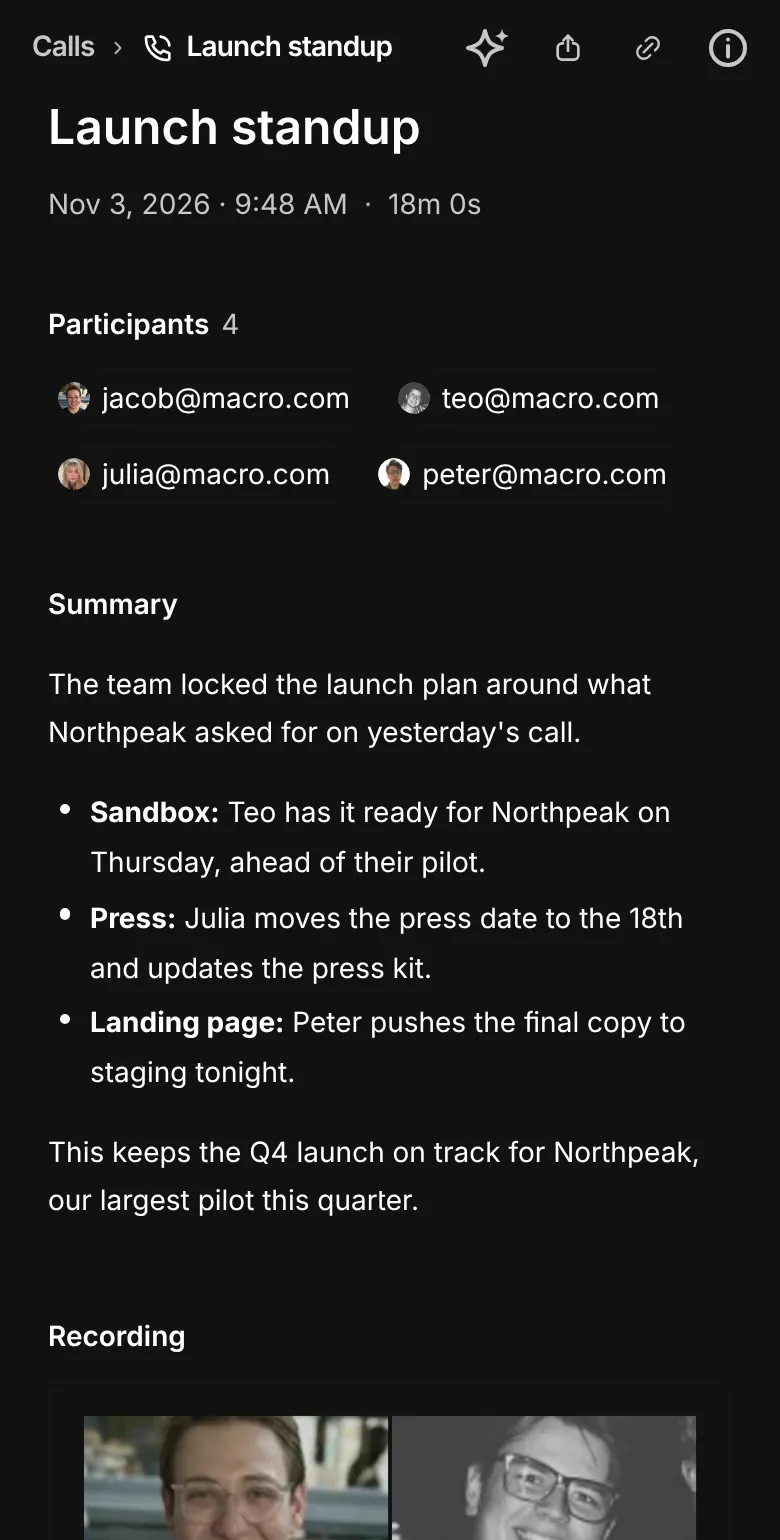 Calls › Launch standup
Launch standup
Nov 3, 2026 · 9:48 AM · 18m 0s
Participants 4
jacob@macro.com teo@macro.com
julia@macro.com peter@macro.com
Summary
The team locked the launch plan around what
Northpeak asked for on yesterday's call.
• Sandbox: Teo has it ready for Northpeak on
Thursday, ahead of their pilot.
• Press: Julia moves the press date to the 18th
and updates the press kit.
• Landing page: Peter pushes the final copy to
staging tonight.
This keeps the Q4 launch on track for Northpeak,
our largest pilot this quarter.
Recording